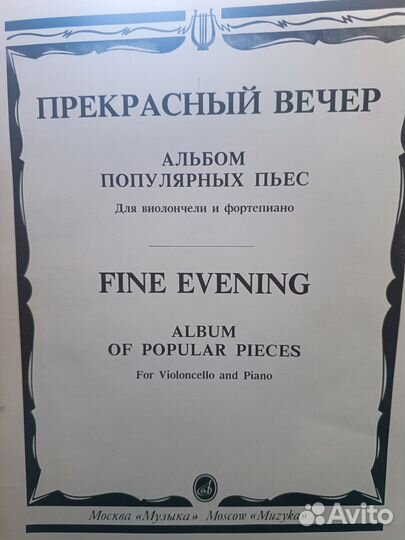 ПРЕКРАСНЫЙ ВЕЧЕР
АЛЬБОМ
ПОПУЛЯРНЫХ ПЬЕС
Для виолончели и фортепиано
FINE EVENING
ALBUM
OF POPULAR PIECES
For Violoncello and Piano
Москва «Музыка» Moscow «Muzyka»
Avito